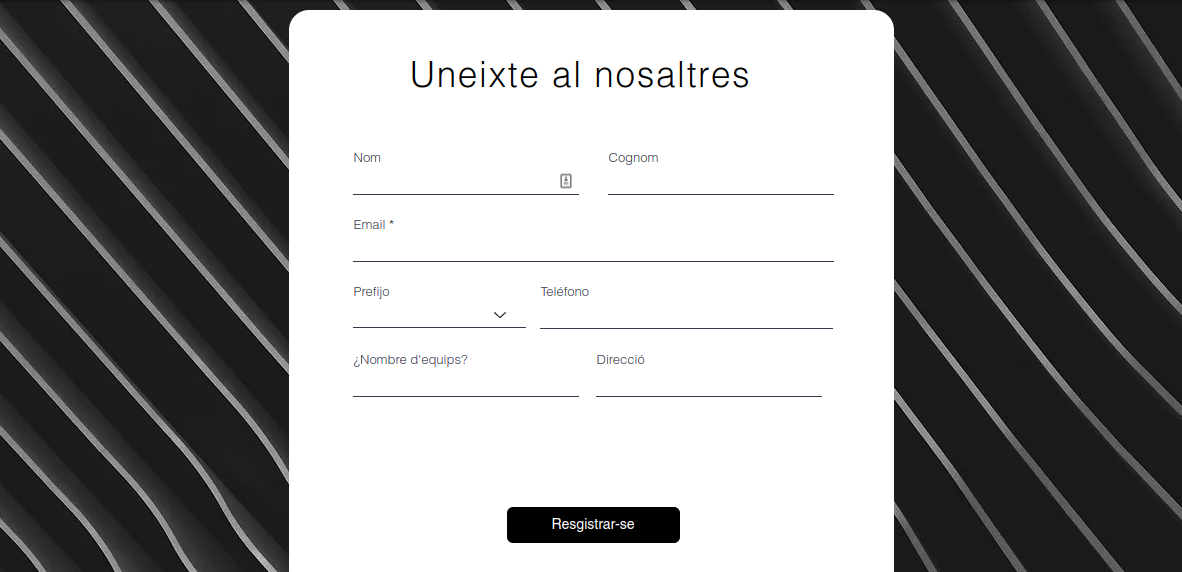 Uneixte al nosaltres
Nom Cognom
Email *
Prefijo Teléfono
¿Nombre d'equips? Direcció
Resgistrar-se